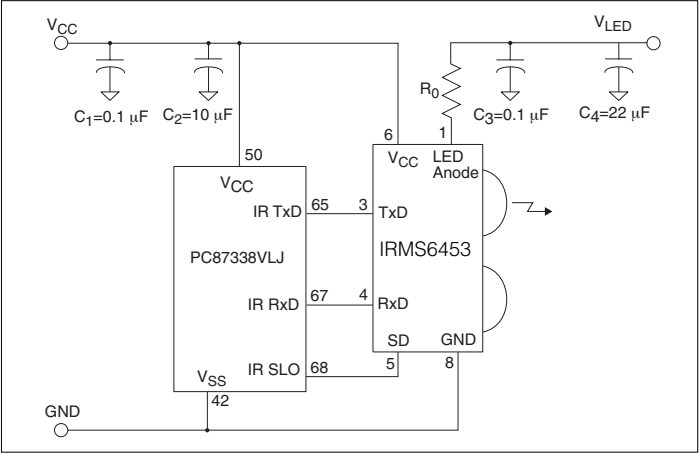 VCC
VLED
C1=0.1 µF
C2=10 µF
R0
C3=0.1 µF
C4=22 µF
6
1
50
VCC
LED
Anode
VCC
IR TxD
65
3
TxD
PC87338VLJ
IRMS6453
IR RxD
67
4
RxD
SD
GND
IR SLO
68
5
8
VSS
42
GND